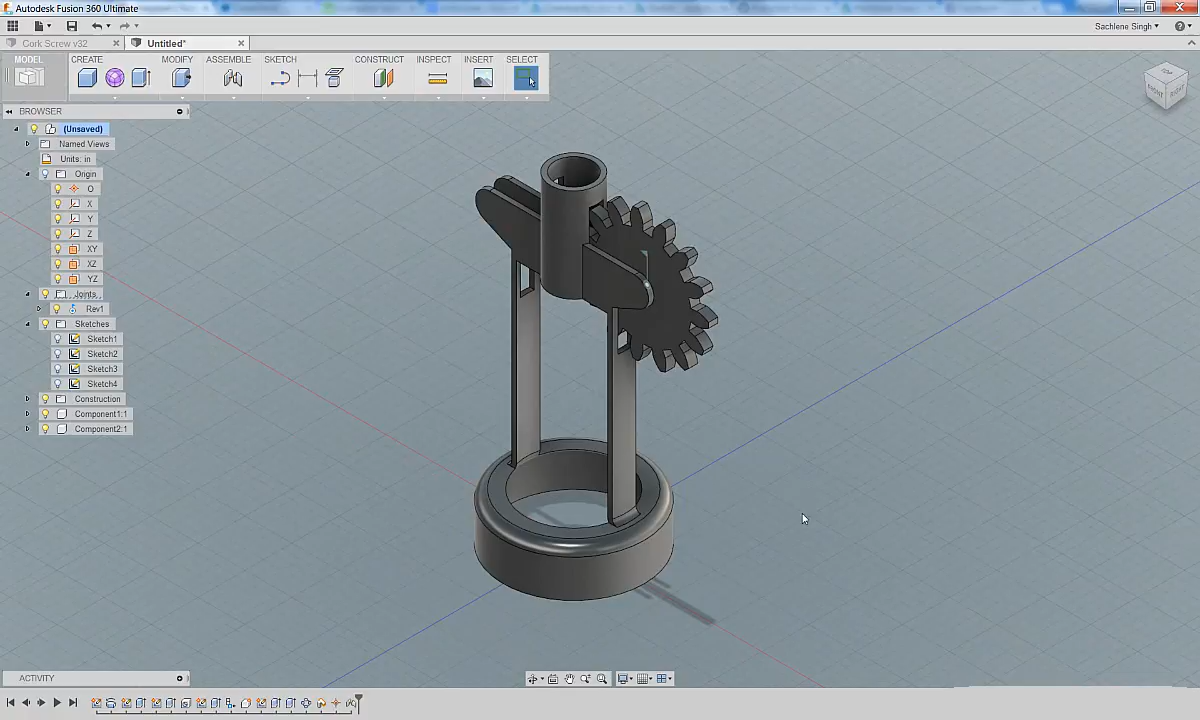 Autodesk Fusion 360 Ultimate
Sachlene Singh
Cork Screw v32
Untitled*
MODEL
CREATE
MODIFY
ASSEMBLE
SKETCH
CONSTRUCT
INSPECT
INSERT
SELECT
BROWSER
(Unsaved)
Named Views
Units: in
Origin
O
X
Y
Z
XY
XZ
YZ
Joints
Rev1
Sketches
Sketch1
Sketch2
Sketch3
Sketch4
Construction
Component1:1
Component2:1
FRONT
RIGHT
ACTIVITY